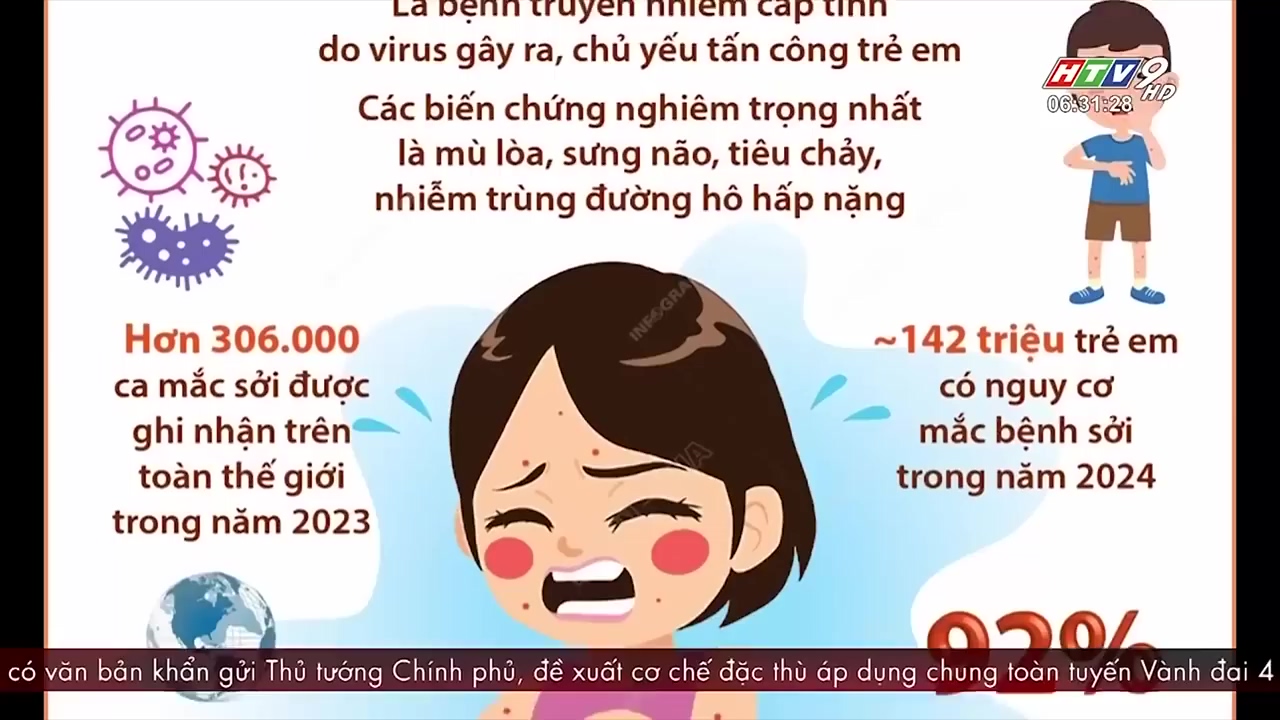 Là bệnh truyền nhiễm cấp tính
do virus gây ra, chủ yếu tấn công trẻ em
Các biến chứng nghiêm trọng nhất
là mù lòa, sưng não, tiêu chảy,
nhiễm trùng đường hô hấp nặng
HTV9
HD
06:31:28
Hơn 306.000
ca mắc sởi được
ghi nhận trên
toàn thế giới
trong năm 2023
~142 triệu trẻ em
có nguy cơ
mắc bệnh sởi
trong năm 2024
92%
có văn bản khẩn gửi Thủ tướng Chính phủ, đề xuất cơ chế đặc thù áp dụng chung toàn tuyến Vành đai 4